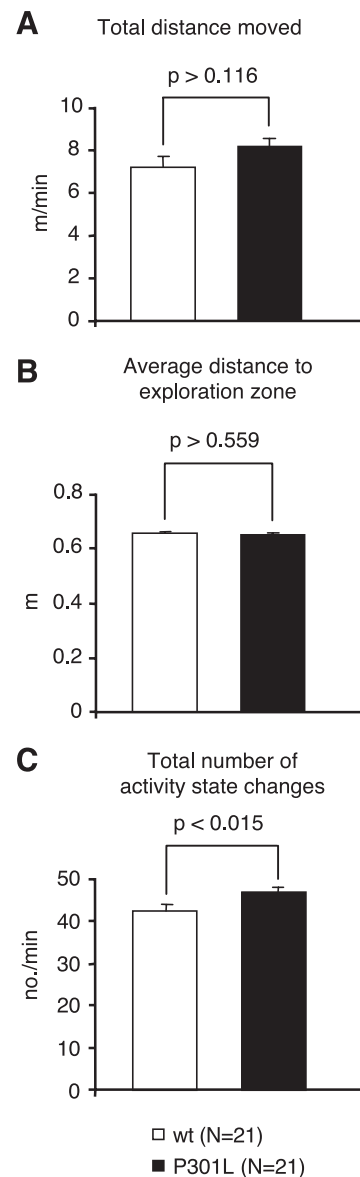 A Total distance moved
p > 0.116
10
8
6
4
2
0
m/min
B Average distance to
exploration zone
p > 0.559
0.8
0.6
0.4
0.2
0
m
C Total number of
activity state changes
p < 0.015
50
40
30
20
10
0
no./min
wt (N=21)
P301L (N=21)